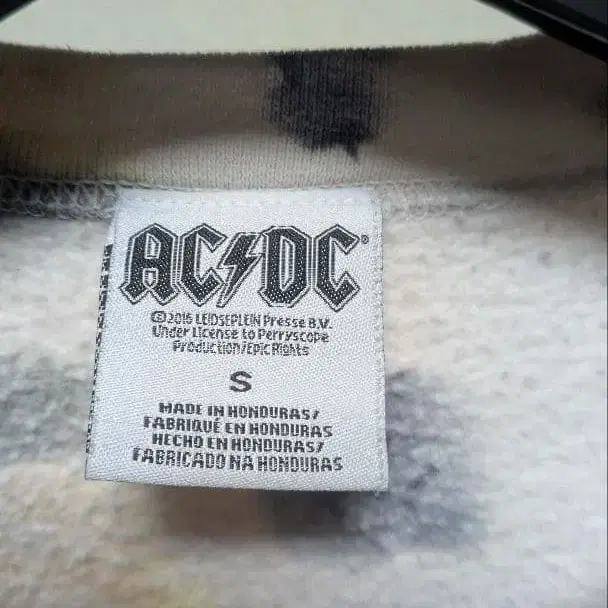 AC⚡DC®
©2016 LEIDSEPLEIN Presse B.V.
Under License to Perryscope
Production/Epic Rights
S
MADE IN HONDURAS/
FABRIQUÉ EN HONDURAS
HECHO EN HONDURAS/
FABRICADO NA HONDURAS